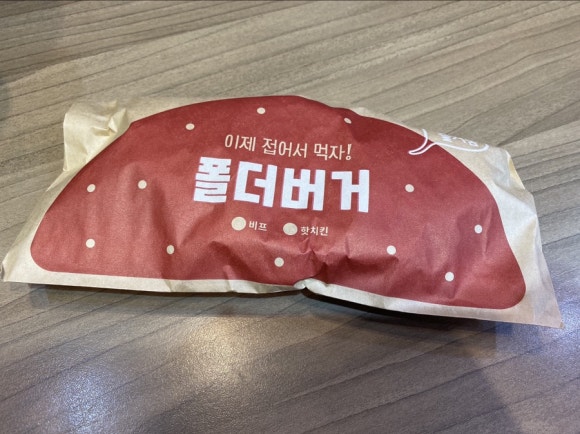 이제 접어서 먹자!
폴더버거
비프 핫치킨